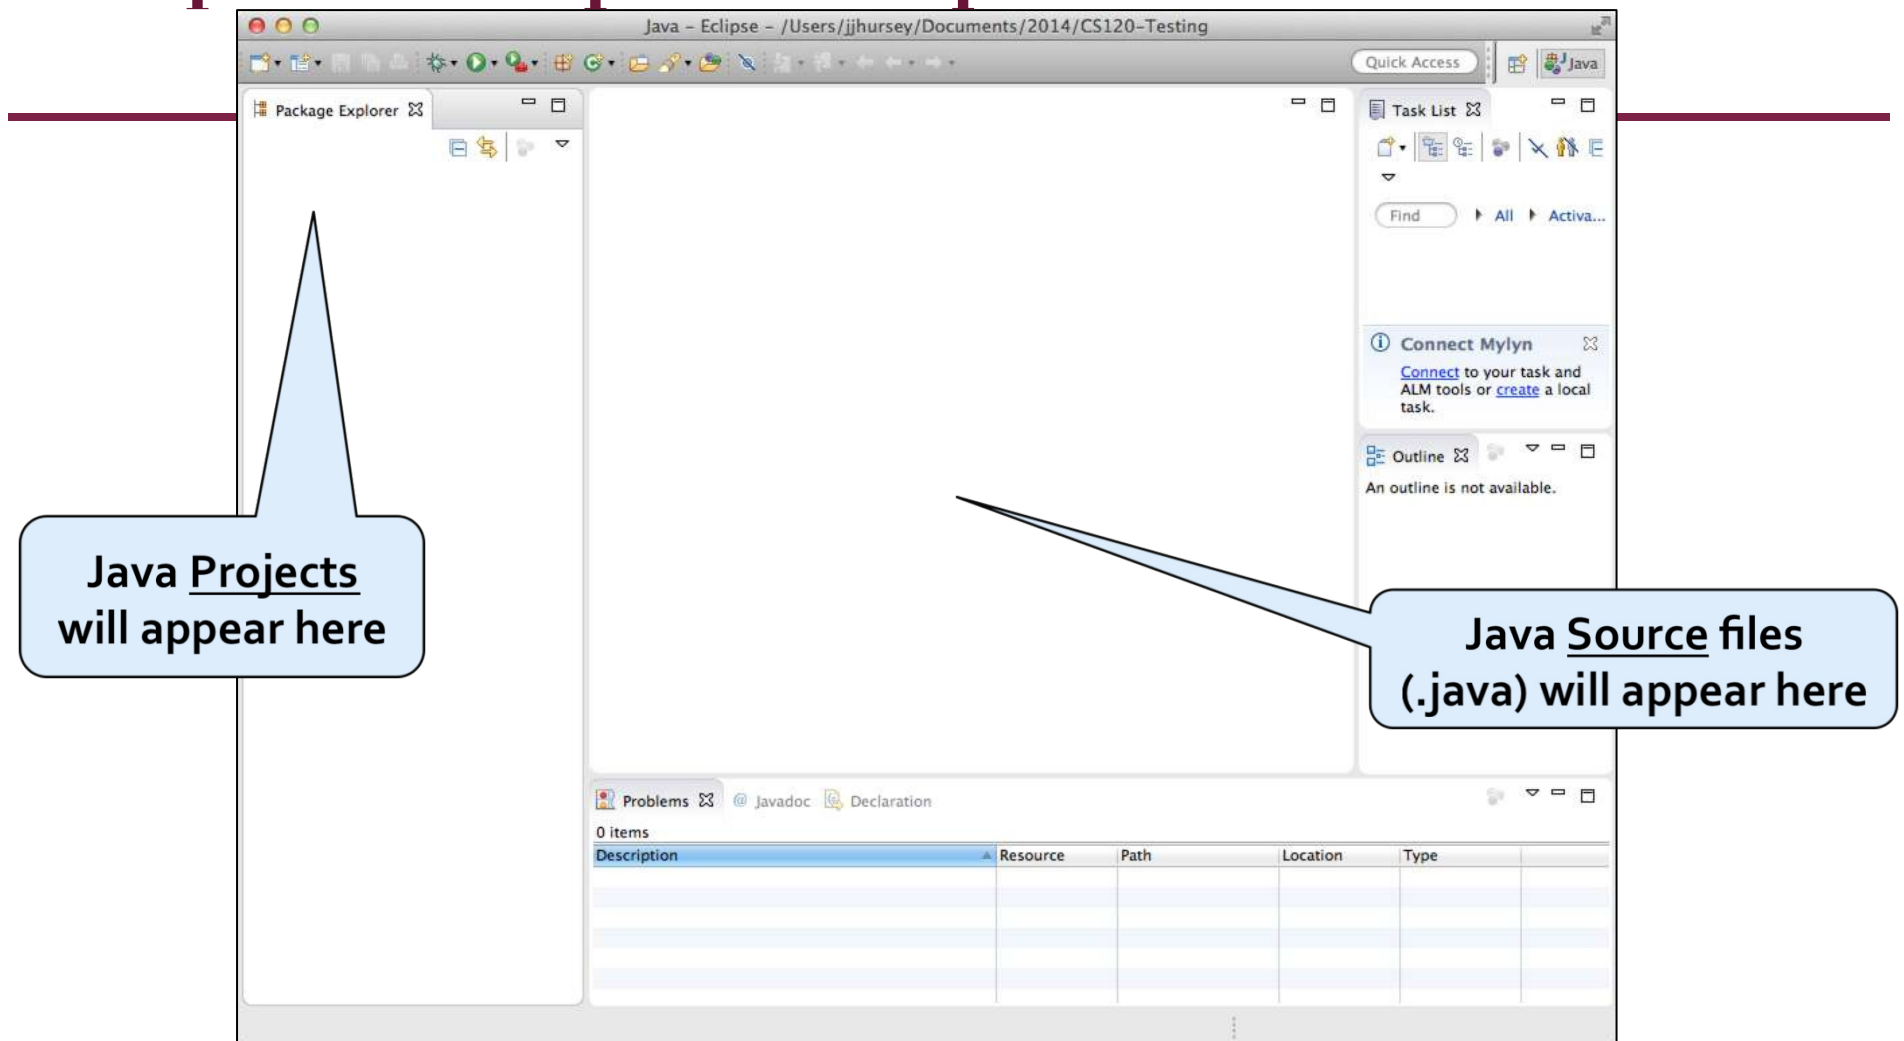 Java – Eclipse – /Users/jjhursey/Documents/2014/CS120-Testing
Quick Access
Java
Package Explorer
Task List
Find
All
Activa...
Connect Mylyn
Connect to your task and
ALM tools or create a local
task.
Outline
An outline is not available.
Java Projects
will appear here
Java Source files
(.java) will appear here
Problems
@ Javadoc
Declaration
0 items
Description
Resource
Path
Location
Type